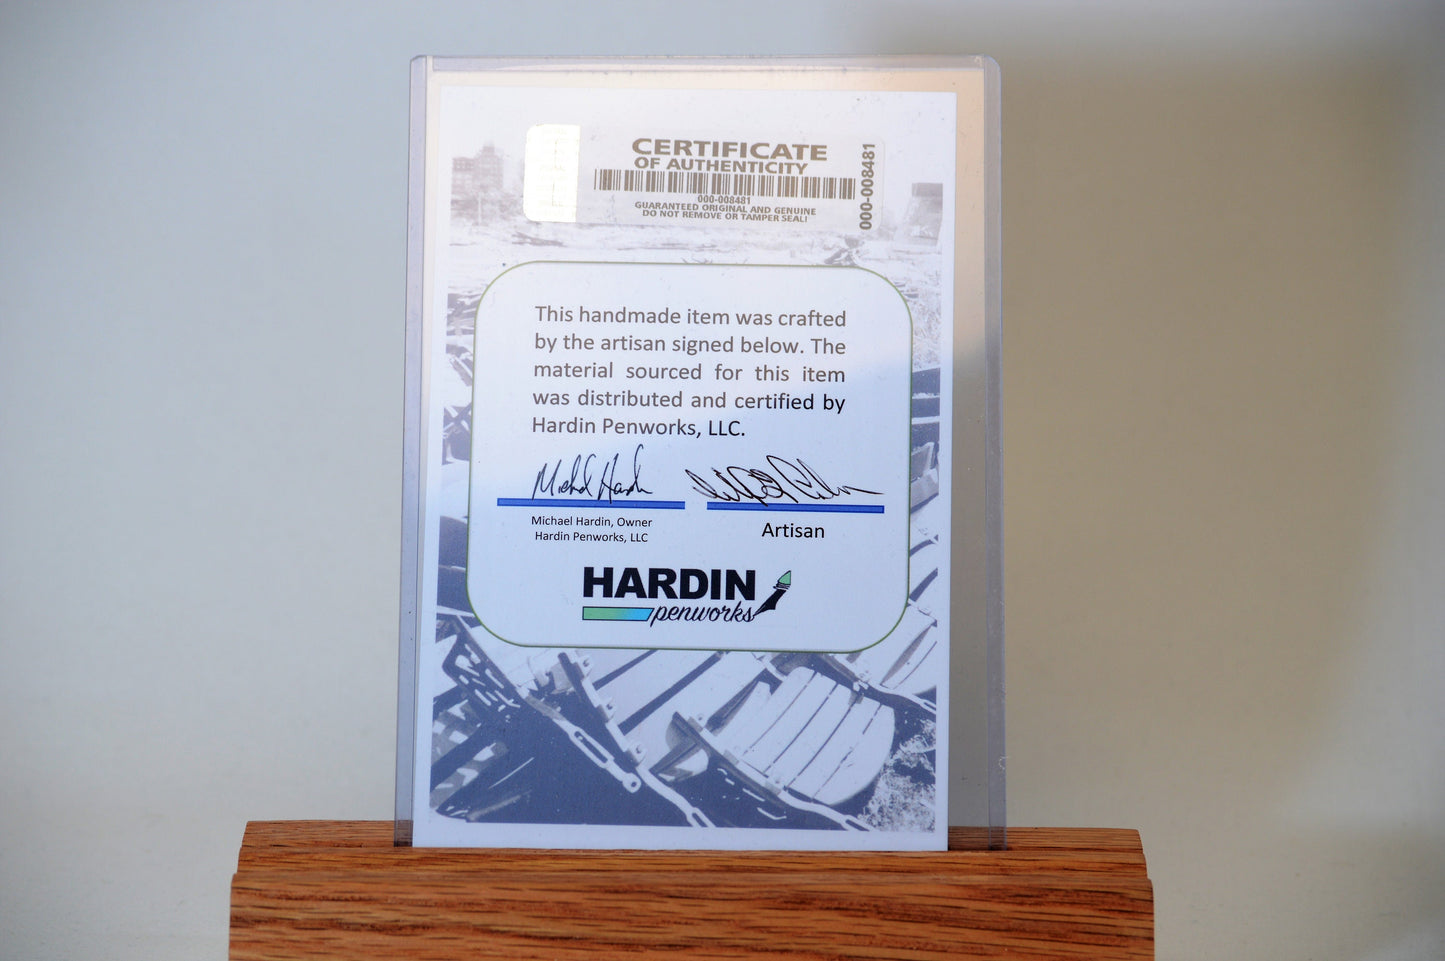 CERTIFICATE
OF AUTHENTICITY
000-008481
GUARANTEED ORIGINAL AND GENUINE
DO NOT REMOVE OR TAMPER SEAL!
000-008481
This handmade item was crafted
by the artisan signed below. The
material sourced for this item
was distributed and certified by
Hardin Penworks, LLC.
Michael Hardin, Owner
Hardin Penworks, LLC
Artisan
HARDIN
penworks